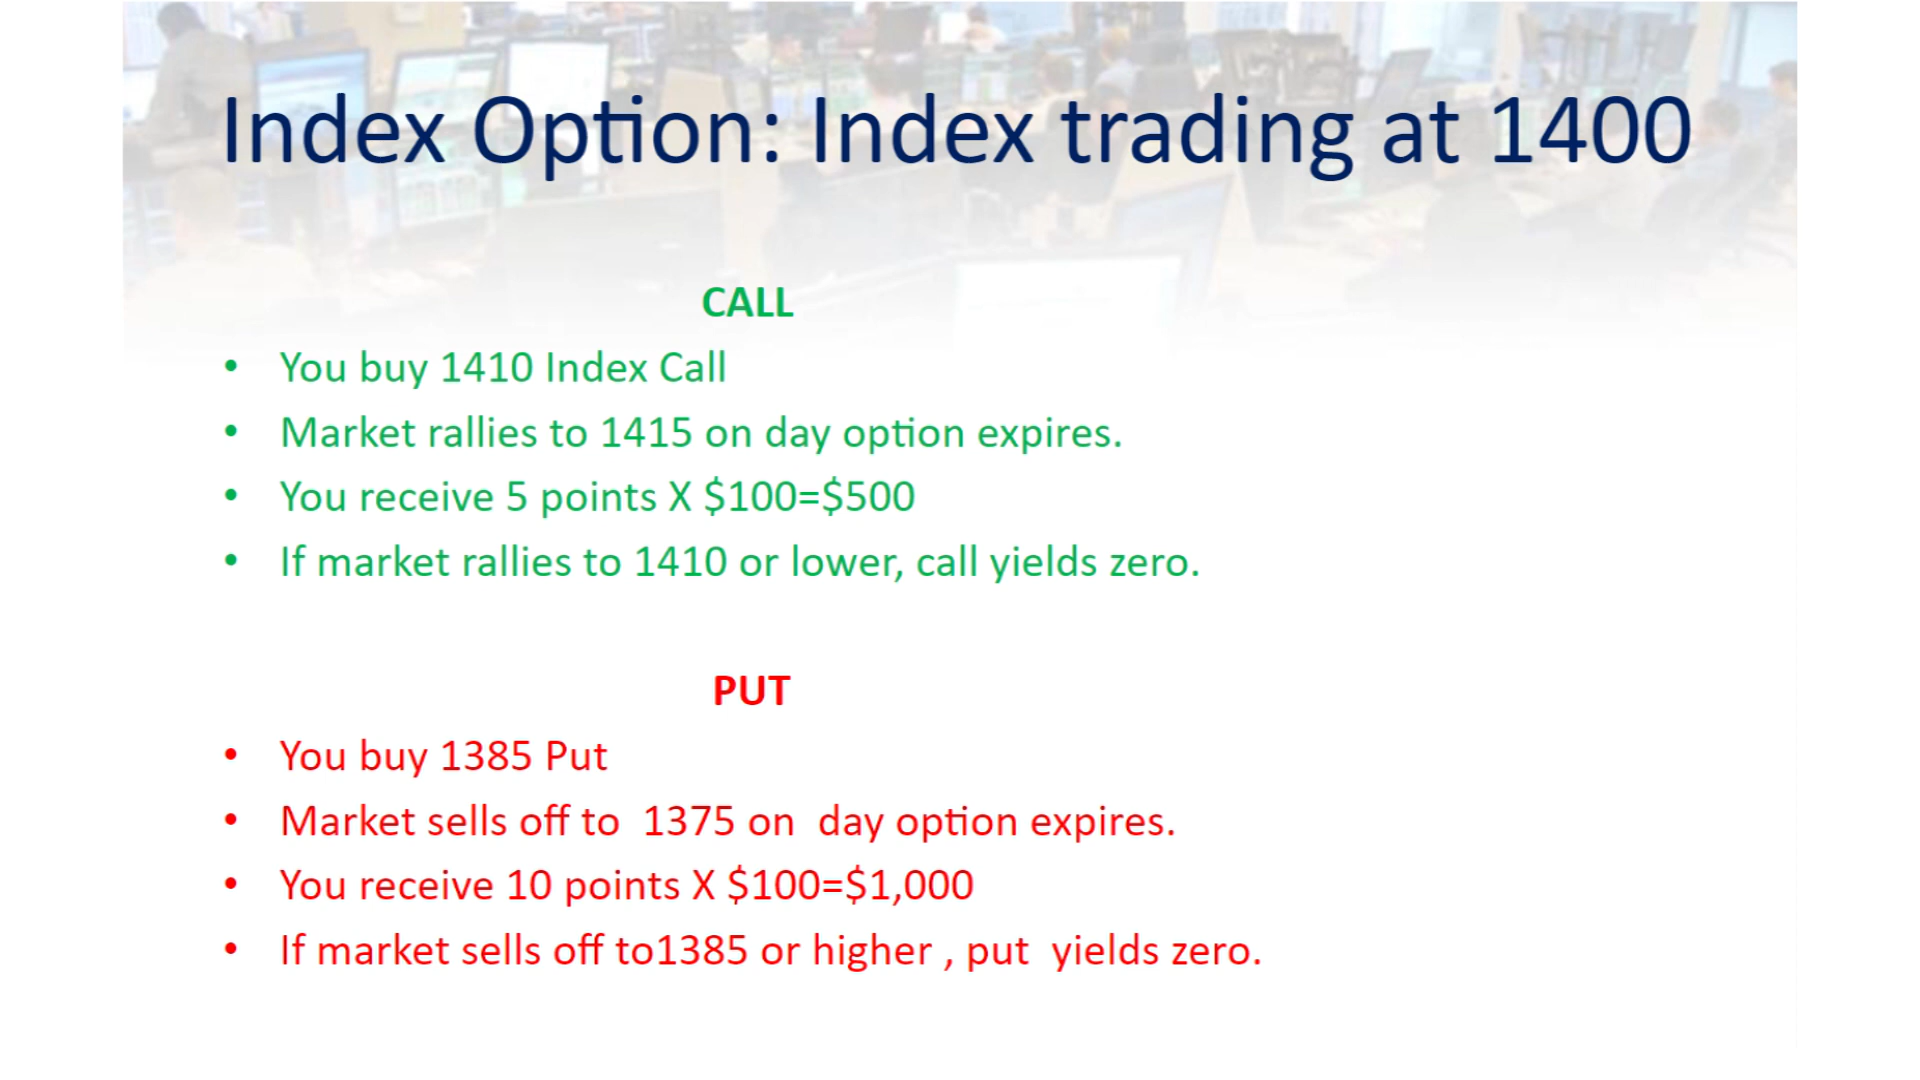 Index Option: Index trading at 1400
CALL
• You buy 1410 Index Call
• Market rallies to 1415 on day option expires.
• You receive 5 points X $100=$500
• If market rallies to 1410 or lower, call yields zero.
PUT
• You buy 1385 Put
• Market sells off to  1375 on  day option expires.
• You receive 10 points X $100=$1,000
• If market sells off to1385 or higher , put  yields zero.